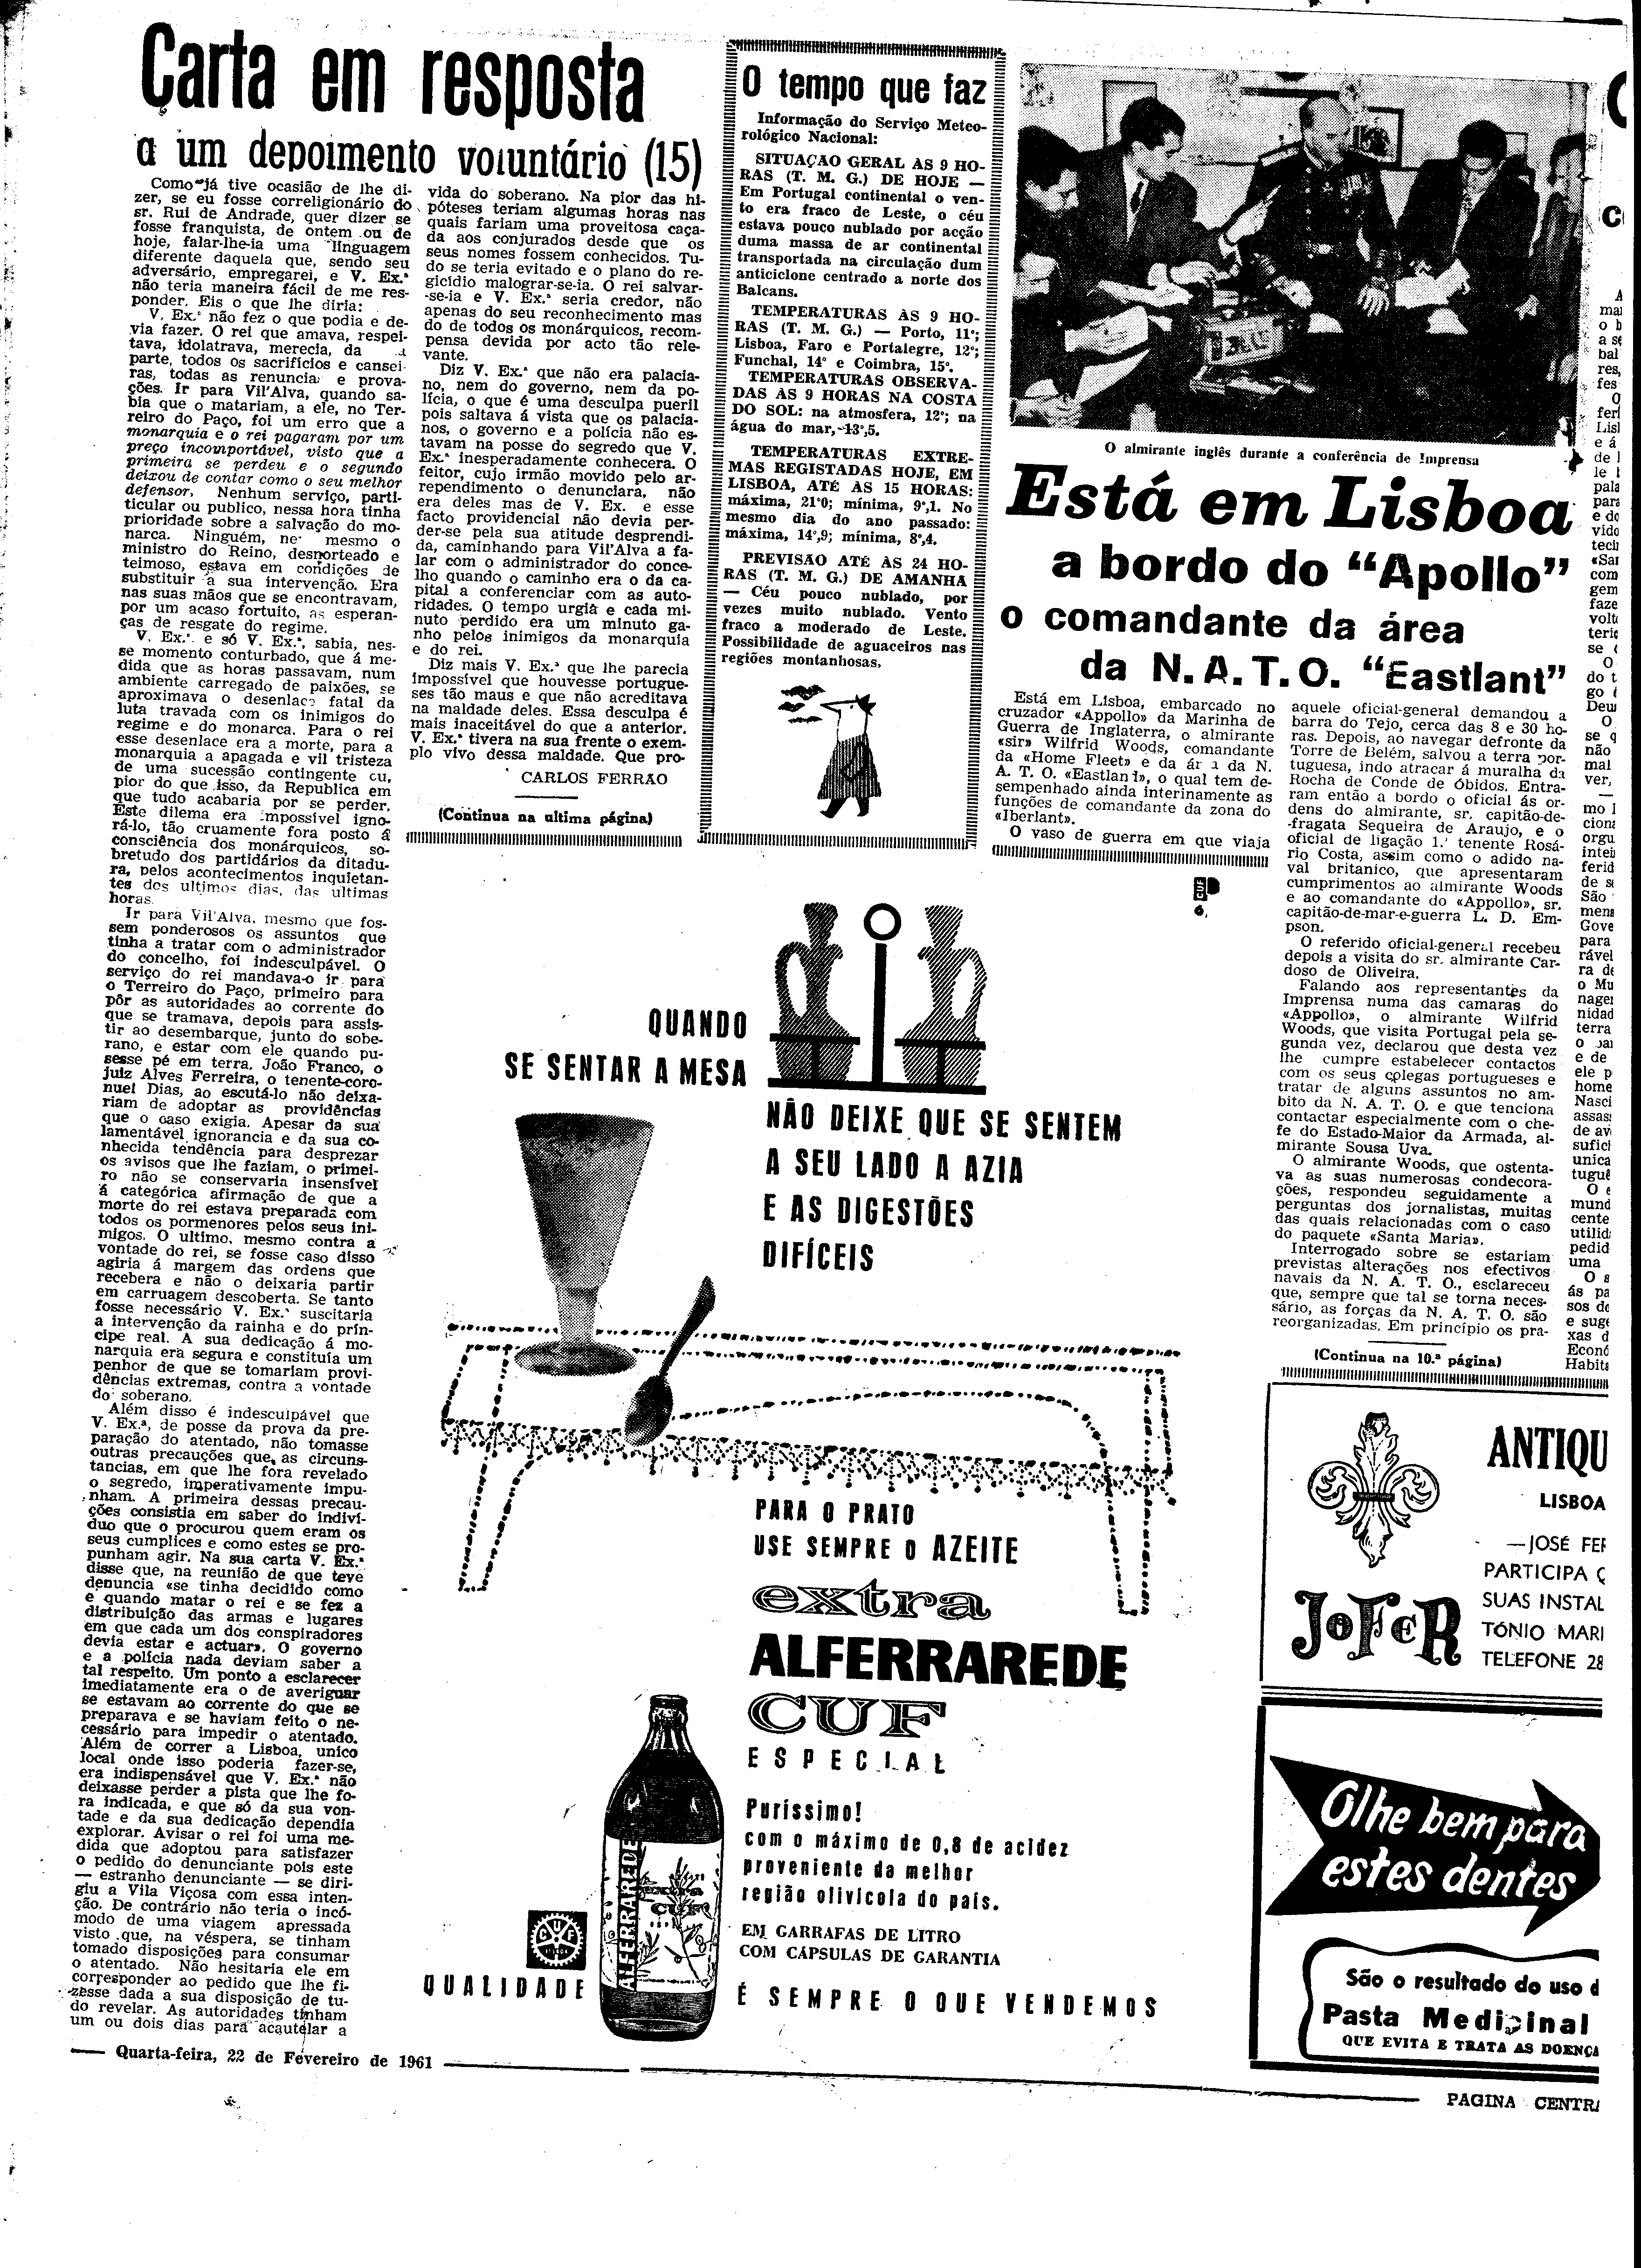 Carta em resposta
a um depoimento voluntário (15)
Como já tive ocasião de lhe di-
zer, se eu fosse correligionário do
sr. Rui de Andrade, quer dizer se
fosse franquista, de ontem ou de
hoje, falar-lhe-ia uma linguagem
diferente daquela que, sendo seu
adversário, empregarei, e V. Ex.ª
não teria maneira fácil de me res-
ponder. Eis o que lhe diria:
V. Ex.ª não fez o que podia e de-
via fazer. O rei que amava, respei-
tava, idolatrava, merecia, da
parte, todos os sacrifícios e cansei-
ras, todas as renuncias e prova-
ções. Ir para Vil'Alva, quando sa-
bia que o matariam, a ele, no Ter-
reiro do Paço, foi um erro que a
monarquia e o rei pagaram por um
preço incomportável, visto que a
primeira se perdeu e o segundo
deixou de contar como o seu melhor
defensor. Nenhum serviço, parti-
ticular ou publico, nessa hora tinha
prioridade sobre a salvação do mo-
narca. Ninguém, nem mesmo o
ministro do Reino, desnorteado e
teimoso, estava em condições de
substituir a sua intervenção. Era
nas suas mãos que se encontravam,
por um acaso fortuito, as esperan-
ças de resgate do regime.
V. Ex.ª e só V. Ex.ª, sabia, nes-
se momento conturbado, que á me-
dida que as horas passavam, num
ambiente carregado de paixões, se
aproximava o desenlace fatal da
luta travada com os inimigos do
regime e do monarca. Para o rei
esse desenlace era a morte, para a
monarquia a apagada e vil tristeza
de uma sucessão contingente ou,
pior do que isso, da Republica em
que tudo acabaria por se perder.
Este dilema era impossível igno-
rá-lo, tão cruamente fora posto á
consciência dos monárquicos, so-
bretudo dos partidários da ditadu-
ra, pelos acontecimentos inquietan-
tes dos ultimos dias, das ultimas
horas.
Ir para Vil'Alva, mesmo que fos-
sem ponderosos os assuntos que
tinha a tratar com o administrador
do concelho, foi indesculpável. O
serviço do rei mandava-o ir para
o Terreiro do Paço, primeiro para
pôr as autoridades ao corrente do
que se tramava, depois para assis-
tir ao desembarque, junto do sobe-
rano, e estar com ele quando pu-
sesse pé em terra. João Franco, o
juiz Alves Ferreira, o tenente-coro-
nuel Dias, ao escutá-lo não deixa-
riam de adoptar as providências
que o caso exigia. Apesar da sua
lamentável ignorancia e da sua co-
nhecida tendência para desprezar
os avisos que lhe faziam, o primei-
ro não se conservaria insensível
á categórica afirmação de que a
morte do rei estava preparada com
todos os pormenores pelos seus ini-
migos. O ultimo, mesmo contra a
vontade do rei, se fosse caso disso
agiria á margem das ordens que
recebera e não o deixaria partir
em carruagem descoberta. Se tanto
fosse necessário V. Ex.ª suscitaria
a intervenção da rainha e do prín-
cipe real. A sua dedicação á mo-
narquia era segura e constituía um
penhor de que se tomariam provi-
dências extremas, contra a vontade
do soberano.
Além disso é indesculpável que
V. Ex.ª, de posse da prova da pre-
paração do atentado, não tomasse
outras precauções que, as circuns-
tancias, em que lhe fora revelado
o segredo, imperativamente impu-
nham. A primeira dessas precau-
ções consistia em saber do indiví-
duo que o procurou quem eram os
seus cumplices e como estes se pro-
punham agir. Na sua carta V. Ex.ª
disse que, na reunião de que teve
denuncia «se tinha decidido como
e quando matar o rei e se fez a
distribuição das armas e lugares
em que cada um dos conspiradores
devia estar e actuar». O governo
e a polícia nada deviam saber a
tal respeito. Um ponto a esclarecer
imediatamente era o de averiguar
se estavam ao corrente do que se
preparava e se haviam feito o ne-
cessário para impedir o atentado.
Além de correr a Lisboa, unico
local onde isso poderia fazer-se,
era indispensável que V. Ex.ª não
deixasse perder a pista que lhe fo-
ra indicada, e que só da sua von-
tade e da sua dedicação dependia
explorar. Avisar o rei foi uma me-
dida que adoptou para satisfazer
o pedido do denunciante pois este
— estranho denunciante — se diri-
giu a Vila Viçosa com essa inten-
ção. De contrário não teria o incó-
modo de uma viagem apressada
visto que, na véspera, se tinham
tomado disposições para consumar
o atentado. Não hesitaria ele em
corresponder ao pedido que lhe fi-
zesse dada a sua disposição de tu-
do revelar. As autoridades tinham
um ou dois dias para acautelar a
vida do soberano. Na pior das hi-
póteses teriam algumas horas nas
quais fariam uma proveitosa caça-
da aos conjurados desde que os
seus nomes fossem conhecidos. Tu-
do se teria evitado e o plano do re-
gicídio malograr-se-ia. O rei salvar-
-se-ia e V. Ex.ª seria credor, não
apenas do seu reconhecimento mas
do de todos os monárquicos, recom-
pensa devida por acto tão rele-
vante.
Diz V. Ex.ª que não era palacia-
no, nem do governo, nem da po-
lícia, o que é uma desculpa pueril
pois saltava á vista que os palacia-
nos, o governo e a polícia não es-
tavam na posse do segredo que V.
Ex.ª inesperadamente conhecera. O
feitor, cujo irmão movido pelo ar-
rependimento o denunciara, não
era deles mas de V. Ex. e esse
facto providencial não devia per-
der-se pela sua atitude desprendi-
da, caminhando para Vil'Alva a fa-
lar com o administrador do conce-
lho quando o caminho era o da ca-
pital a conferenciar com as auto-
ridades. O tempo urgia e cada mi-
nuto perdido era um minuto ga-
nho pelos inimigos da monarquia
e do rei.
Diz mais V. Ex.ª que lhe parecia
impossível que houvesse portugue-
ses tão maus e que não acreditava
na maldade deles. Essa desculpa é
mais inaceitável do que a anterior.
V. Ex.ª tivera na sua frente o exem-
plo vivo dessa maldade. Que pro-
CARLOS FERRÃO
(Continua na ultima página)
O tempo que faz
Informação do Serviço Meteo-
rológico Nacional:
SITUAÇAO GERAL ÀS 9 HO-
RAS (T. M. G.) DE HOJE —
Em Portugal continental o ven-
to era fraco de Leste, o céu
estava pouco nublado por acção
duma massa de ar continental
transportada na circulação dum
anticiclone centrado a norte dos
Balcans.
TEMPERATURAS ÀS 9 HO-
RAS (T. M. G.) — Porto, 11º;
Lisboa, Faro e Portalegre, 12º;
Funchal, 14º e Coimbra, 15º.
TEMPERATURAS OBSERVA-
DAS ÀS 9 HORAS NA COSTA
DO SOL: na atmosfera, 12º; na
água do mar, 13º,5.
TEMPERATURAS EXTRE-
MAS REGISTADAS HOJE, EM
LISBOA, ATÉ ÀS 15 HORAS:
máxima, 21º0; mínima, 9º,1. No
mesmo dia do ano passado:
máxima, 14º,9; mínima, 8º,4.
PREVISÃO ATÉ ÀS 24 HO-
RAS (T. M. G.) DE AMANHA
— Céu pouco nublado, por
vezes muito nublado. Vento
fraco a moderado de Leste.
Possibilidade de aguaceiros nas
regiões montanhosas.
O almirante inglês durante a conferência de Imprensa
Está em Lisboa
a bordo do "Apollo"
o comandante da área
da N. A. T. O. "Eastlant"
Está em Lisboa, embarcado no
cruzador «Appollo» da Marinha de
Guerra de Inglaterra, o almirante
«sir» Wilfrid Woods, comandante
da «Home Fleet» e da área da N.
A. T. O. «Eastlant», o qual tem de-
sempenhado ainda interinamente as
funções de comandante da zona do
«Iberlant».
O vaso de guerra em que viaja
aquele oficial-general demandou a
barra do Tejo, cerca das 8 e 30 ho-
ras. Depois, ao navegar defronte da
Torre de Belém, salvou a terra por-
tuguesa, indo atracar á muralha da
Rocha de Conde de Óbidos. Entra-
ram então a bordo o oficial ás or-
dens do almirante, sr. capitão-de-
-fragata Sequeira de Araujo, e o
oficial de ligação 1.º tenente Rosá-
rio Costa, assim como o adido na-
val britanico, que apresentaram
cumprimentos ao almirante Woods
e ao comandante do «Appollo», sr.
capitão-de-mar-e-guerra L. D. Em-
pson.
O referido oficial-general recebeu
depois a visita do sr. almirante Car-
doso de Oliveira.
Falando aos representantes da
Imprensa numa das camaras do
«Appollo», o almirante Wilfrid
Woods, que visita Portugal pela se-
gunda vez, declarou que desta vez
lhe cumpre estabelecer contactos
com os seus colegas portugueses e
tratar de alguns assuntos no am-
bito da N. A. T. O. e que tenciona
contactar especialmente com o che-
fe do Estado-Maior da Armada, al-
mirante Sousa Uva.
O almirante Woods, que ostenta-
va as suas numerosas condecora-
ções, respondeu seguidamente a
perguntas dos jornalistas, muitas
das quais relacionadas com o caso
do paquete «Santa Maria».
Interrogado sobre se estariam
previstas alterações nos efectivos
navais da N. A. T. O., esclareceu
que, sempre que tal se torna neces-
sário, as forças da N. A. T. O. são
reorganizadas. Em princípio os pra-
(Continua na 10.ª página)
QUANDO
SE SENTAR A MESA
NÃO DEIXE QUE SE SENTEM
A SEU LADO A AZIA
E AS DIGESTÕES
DIFÍCEIS
PARA O PRATO
USE SEMPRE O AZEITE
extra
ALFERRAREDE
CUF
ESPECIAL
Puríssimo!
com o máximo de 0,8 de acidez
proveniente da melhor
região olivícola do país.
EM GARRAFAS DE LITRO
COM CÁPSULAS DE GARANTIA
ALFERRAREDE
CUF
QUALIDADE
É SEMPRE O QUE VENDEMOS
ANTIQU
LISBOA
—JOSÉ FER
PARTICIPA Q
SUAS INSTAL
TÓNIO MARI
TELEFONE 28
JOFER
Olhe bem para
estes dentes
São o resultado do uso d
Pasta Medicinal
QUE EVITA E TRATA AS DOENÇA
Quarta-feira, 22 de Fevereiro de 1961
PAGINA CENTRA